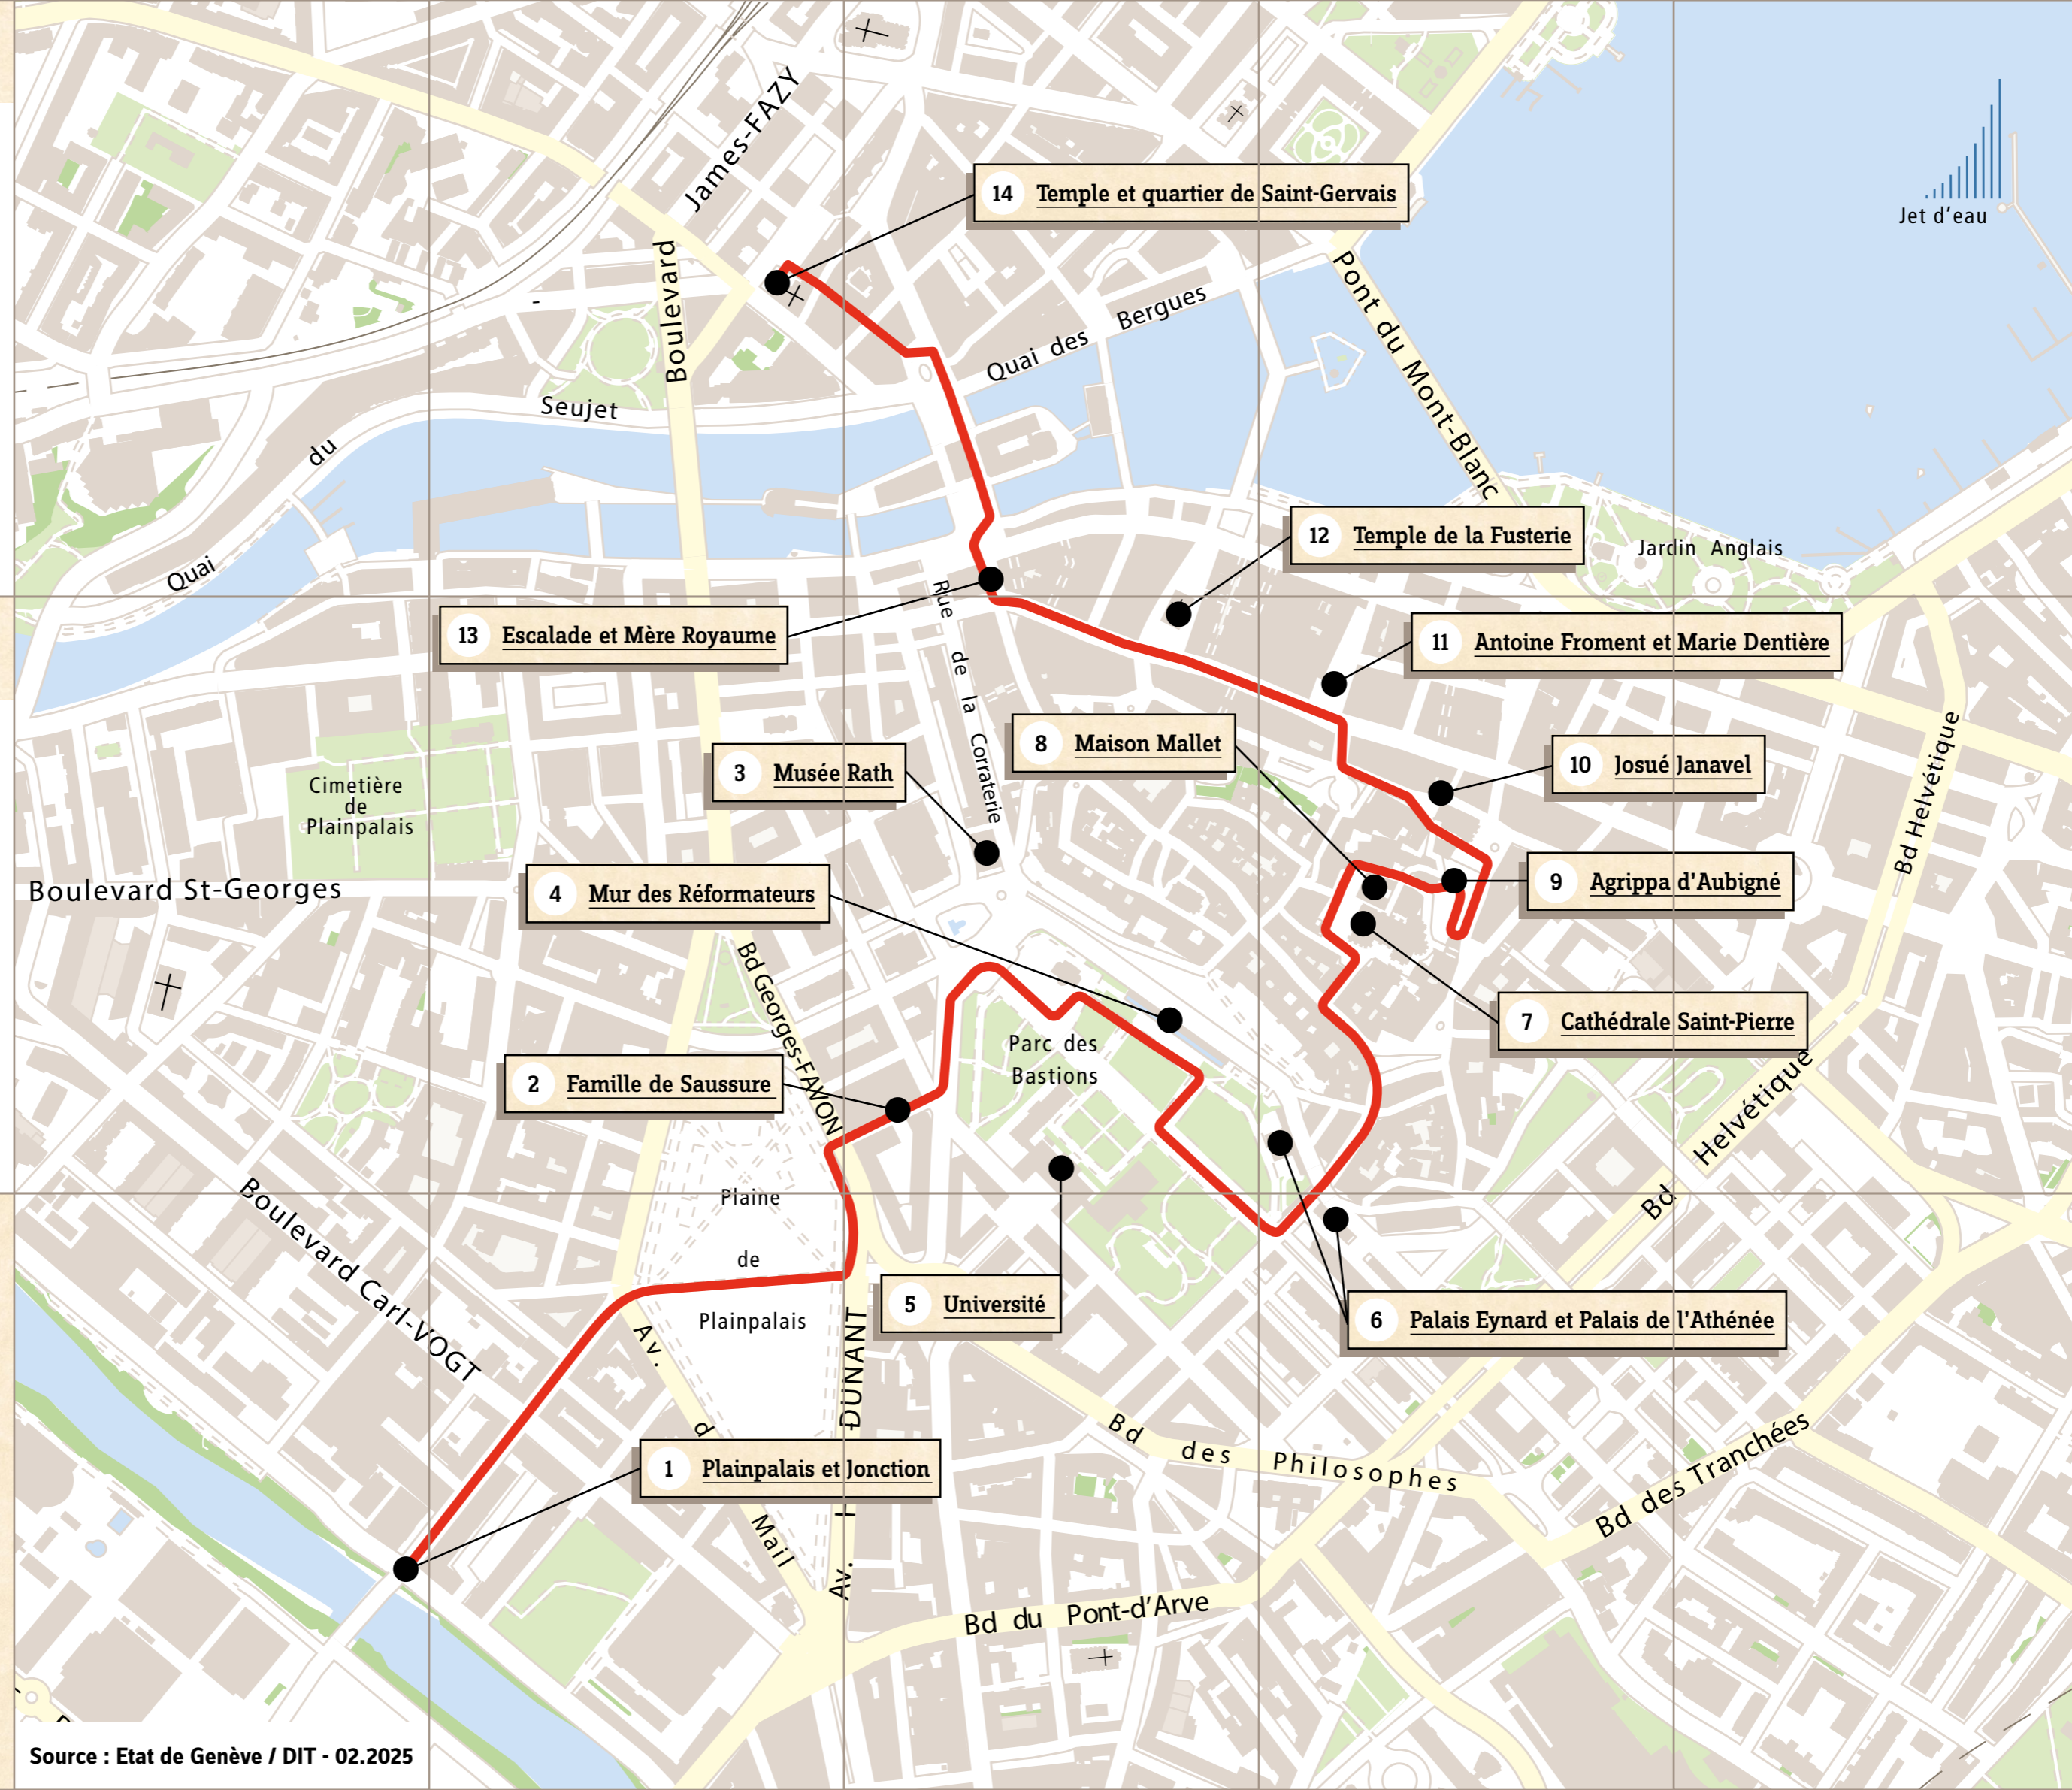 James-FAZY
14 Temple et quartier de Saint-Gervais
Jet d'eau
Boulevard
Quai des Bergues
Pont du Mont-Blanc
Quai du Seujet
12 Temple de la Fusterie
Jardin Anglais
13 Escalade et Mère Royaume
Rue de la Corraterie
11 Antoine Froment et Marie Dentière
8 Maison Mallet
3 Musée Rath
10 Josué Janavel
Bd Helvétique
Cimetière
de
Plainpalais
Boulevard St-Georges
4 Mur des Réformateurs
9 Agrippa d'Aubigné
Bd Georges-FAVON
7 Cathédrale Saint-Pierre
Parc des
Bastions
2 Famille de Saussure
Bd Helvétique
Boulevard Carl-VOGT
Plaine
de
Plainpalais
5 Université
6 Palais Eynard et Palais de l'Athénée
Av. d Mail
Av. DUNANT
Bd des Philosophes
Bd des Tranchées
1 Plainpalais et Jonction
Bd du Pont-d'Arve
Source : Etat de Genève / DIT - 02.2025